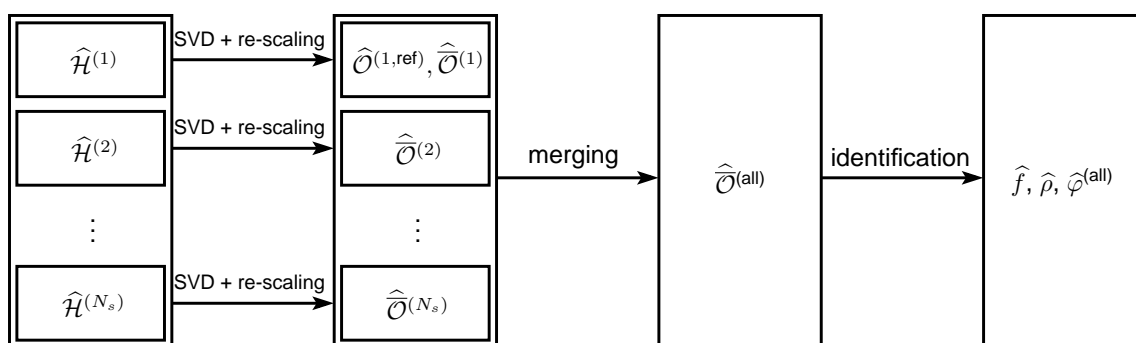 Ĥ^(1)
SVD + re-scaling
Ô^(1,ref), Ō̂^(1)
Ĥ^(2)
SVD + re-scaling
Ō̂^(2)
merging
Ō̂^(all)
identification
f̂, ρ̂, φ̂^(all)
⋮
⋮
Ĥ^(N_s)
SVD + re-scaling
Ō̂^(N_s)